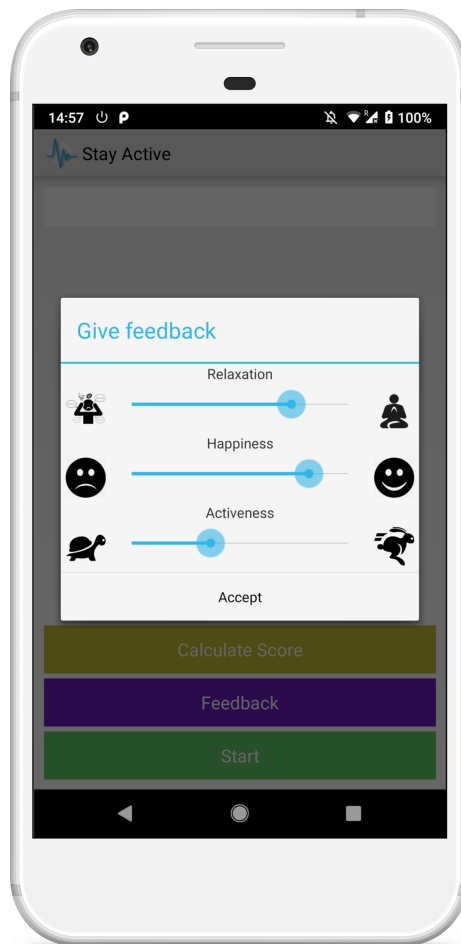 14:57
100%
Stay Active
Give feedback
Relaxation
Happiness
Activeness
Accept
Calculate Score
Feedback
Start